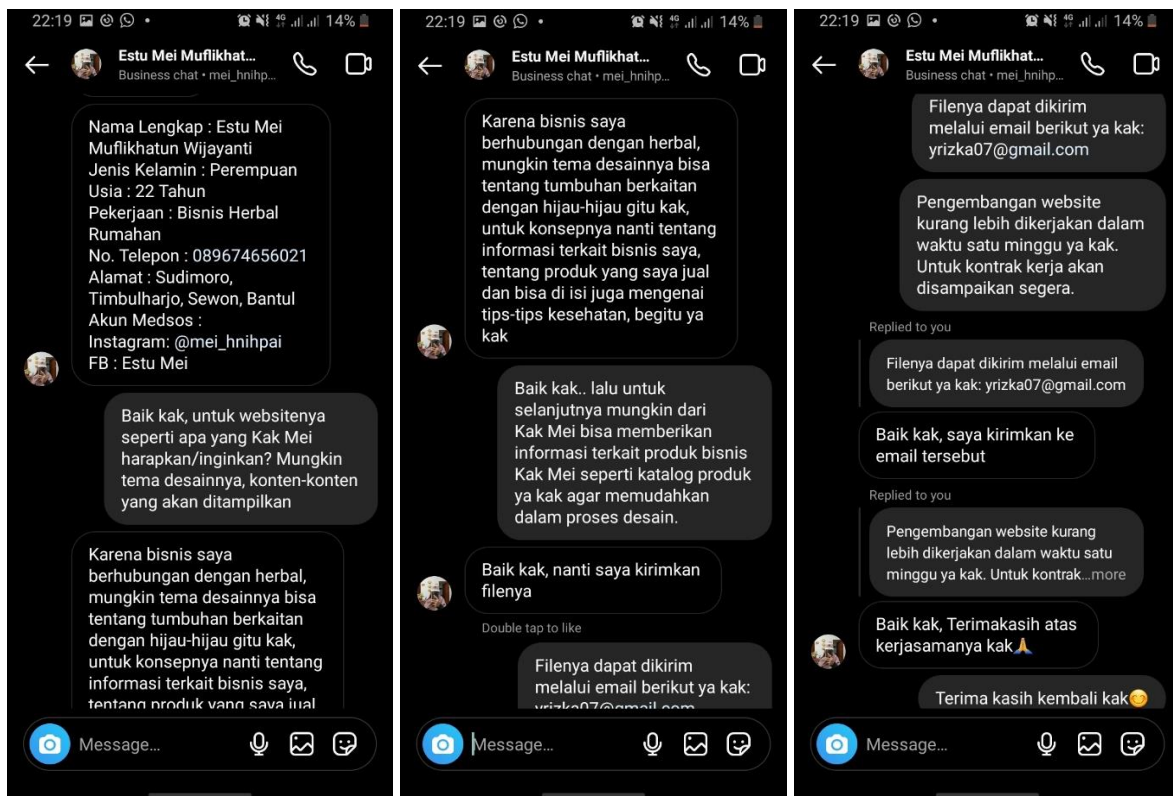 22:19 4G 14%
Estu Mei Muflikhat...
Business chat • mei_hnihp...
Nama Lengkap : Estu Mei
Muflikhatun Wijayanti
Jenis Kelamin : Perempuan
Usia : 22 Tahun
Pekerjaan : Bisnis Herbal
Rumahan
No. Telepon : 089674656021
Alamat : Sudimoro,
Timbulharjo, Sewon, Bantul
Akun Medsos :
Instagram: @mei_hnihpai
FB : Estu Mei
Baik kak, untuk websitenya
seperti apa yang Kak Mei
harapkan/inginkan? Mungkin
tema desainnya, konten-konten
yang akan ditampilkan
Karena bisnis saya
berhubungan dengan herbal,
mungkin tema desainnya bisa
tentang tumbuhan berkaitan
dengan hijau-hijau gitu kak,
untuk konsepnya nanti tentang
informasi terkait bisnis saya,
tentang produk yang saya jual
Message...
22:19 4G 14%
Estu Mei Muflikhat...
Business chat • mei_hnihp...
Karena bisnis saya
berhubungan dengan herbal,
mungkin tema desainnya bisa
tentang tumbuhan berkaitan
dengan hijau-hijau gitu kak,
untuk konsepnya nanti tentang
informasi terkait bisnis saya,
tentang produk yang saya jual
dan bisa di isi juga mengenai
tips-tips kesehatan, begitu ya
kak
Baik kak.. lalu untuk
selanjutnya mungkin dari
Kak Mei bisa memberikan
informasi terkait produk bisnis
Kak Mei seperti katalog produk
ya kak agar memudahkan
dalam proses desain.
Baik kak, nanti saya kirimkan
filenya
Double tap to like
Filenya dapat dikirim
melalui email berikut ya kak:
yrizka07@gmail.com
Message...
22:19 4G 14%
Estu Mei Muflikhat...
Business chat • mei_hnihp...
Filenya dapat dikirim
melalui email berikut ya kak:
yrizka07@gmail.com
Pengembangan website
kurang lebih dikerjakan dalam
waktu satu minggu ya kak.
Untuk kontrak kerja akan
disampaikan segera.
Replied to you
Filenya dapat dikirim melalui email
berikut ya kak: yrizka07@gmail.com
Baik kak, saya kirimkan ke
email tersebut
Replied to you
Pengembangan website kurang
lebih dikerjakan dalam waktu satu
minggu ya kak. Untuk kontrak...more
Baik kak, Terimakasih atas
kerjasamanya kak🙏
Terima kasih kembali kak😊
Message...